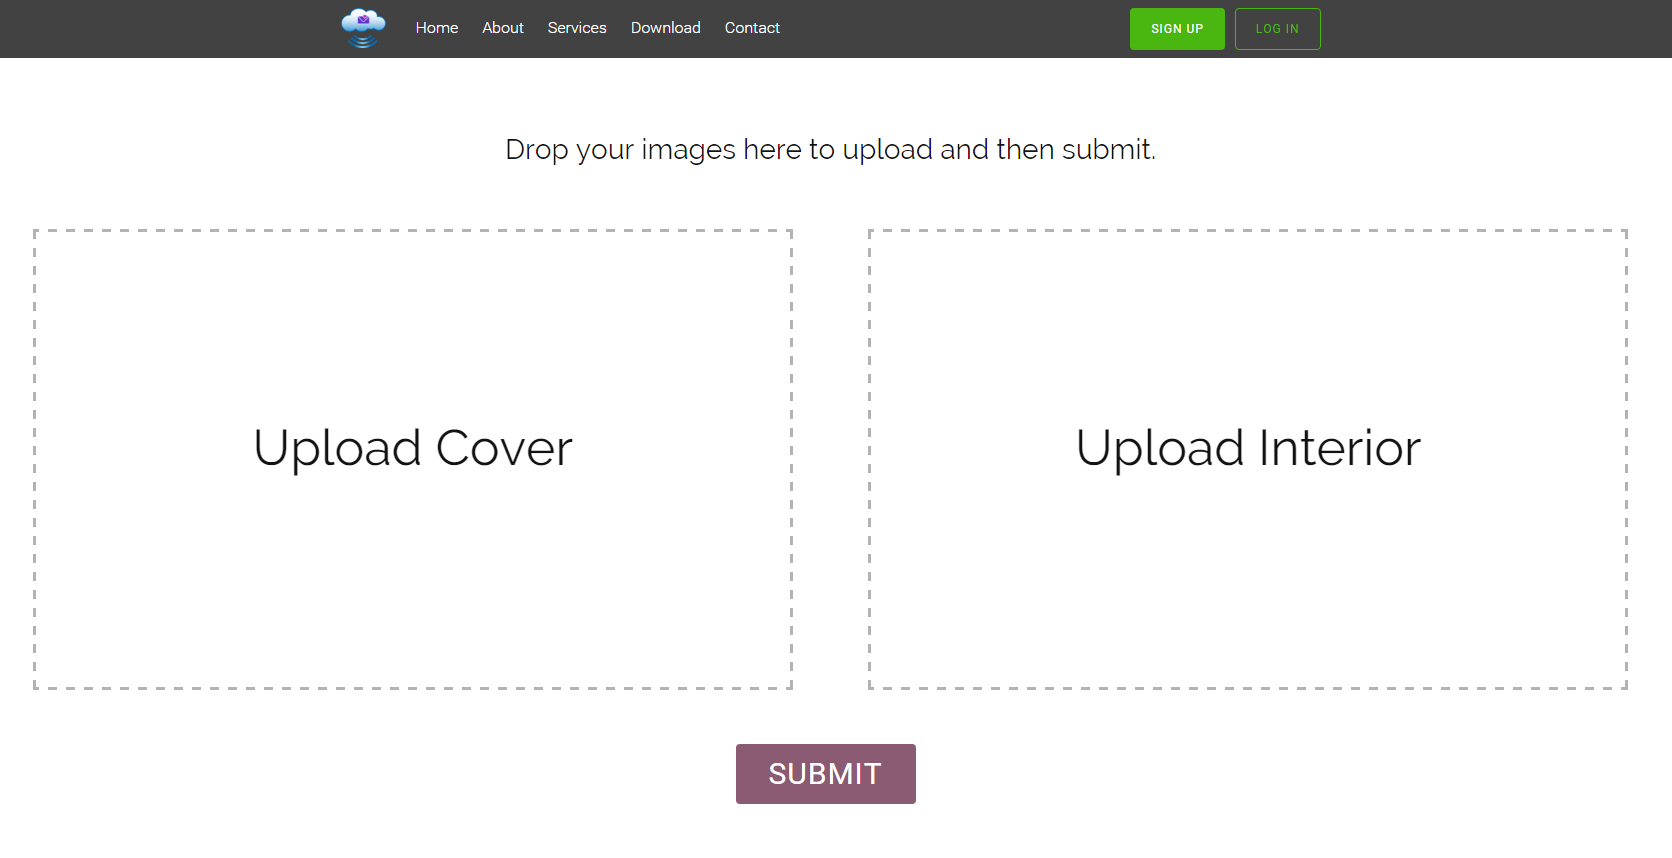 Home About Services Download Contact SIGN UP LOG IN
Drop your images here to upload and then submit.
Upload Cover
Upload Interior
SUBMIT